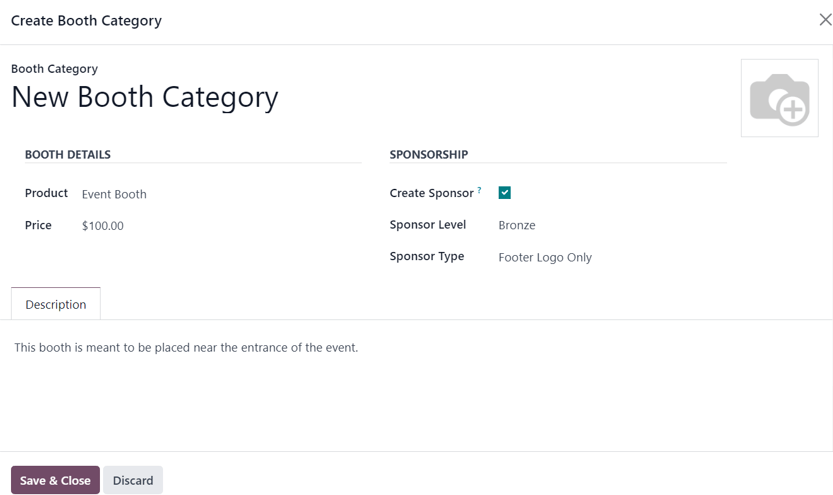 Create Booth Category
Booth Category
New Booth Category
BOOTH DETAILS
Product Event Booth
Price $100.00
SPONSORSHIP
Create Sponsor ?
Sponsor Level Bronze
Sponsor Type Footer Logo Only
Description
This booth is meant to be placed near the entrance of the event.
Save & Close Discard